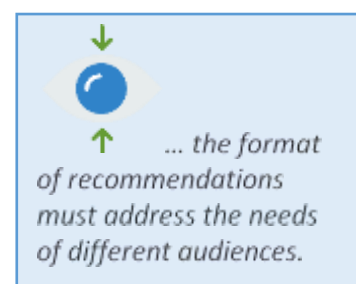 ... the format
of recommendations
must address the needs
of different audiences.